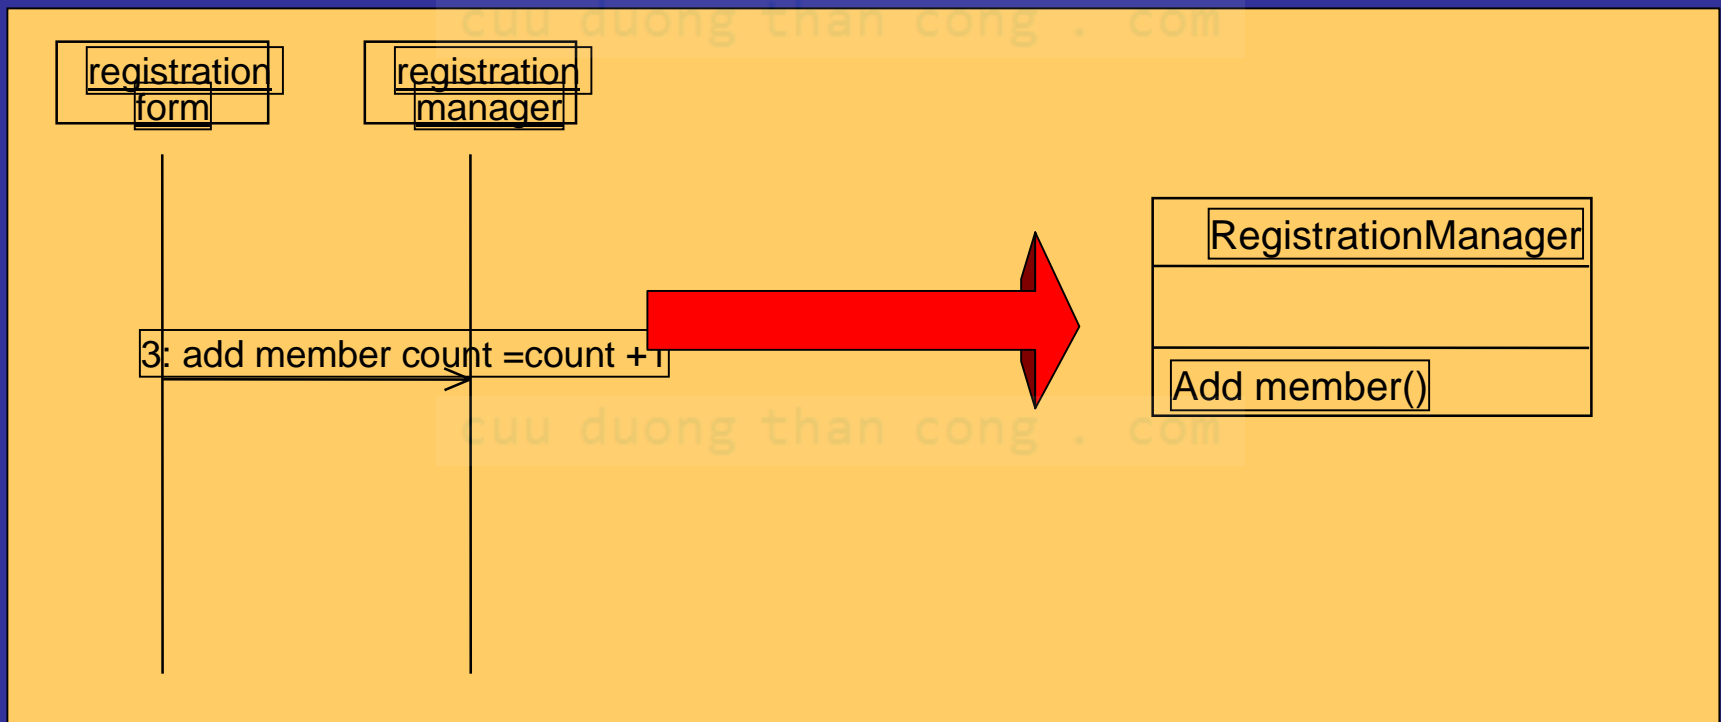 cuu duong than cong . com
registration
form
registration
manager
RegistrationManager
3: add member count =count +
Add member()
cuu duong than cong . com